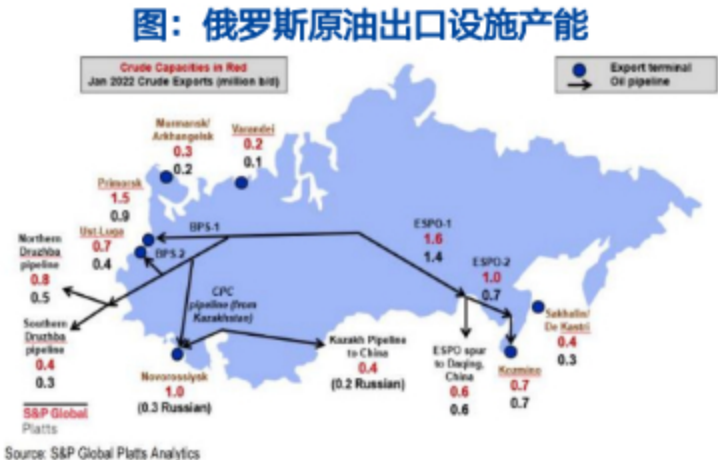 图：俄罗斯原油出口设施产能
Crude Capacities in Red
Jan 2022 Crude Exports (million b/d)
Export terminal
Oil pipeline
Murmansk/
Arkhangelsk
0.3
0.2
Varandei
0.2
0.1
Primorsk
1.5
0.9
Ust-Luga
0.7
0.4
BPS-1
BPS-2
Northern
Druzhba
pipeline
0.8
0.5
Southern
Druzhba
pipeline
0.4
0.3
CPC
pipeline (from
Kazakhstan)
Novorossiysk
1.0
(0.3 Russian)
Kazakh Pipeline
to China
0.4
(0.2 Russian)
ESPO-1
1.6
1.4
ESPO-2
1.0
0.7
ESPO spur
to Daqing,
China
0.6
0.6
Kozmino
0.7
0.7
Sakhalin/
De Kastri
0.4
0.3
S&P Global
Platts
Source: S&P Global Platts Analytics